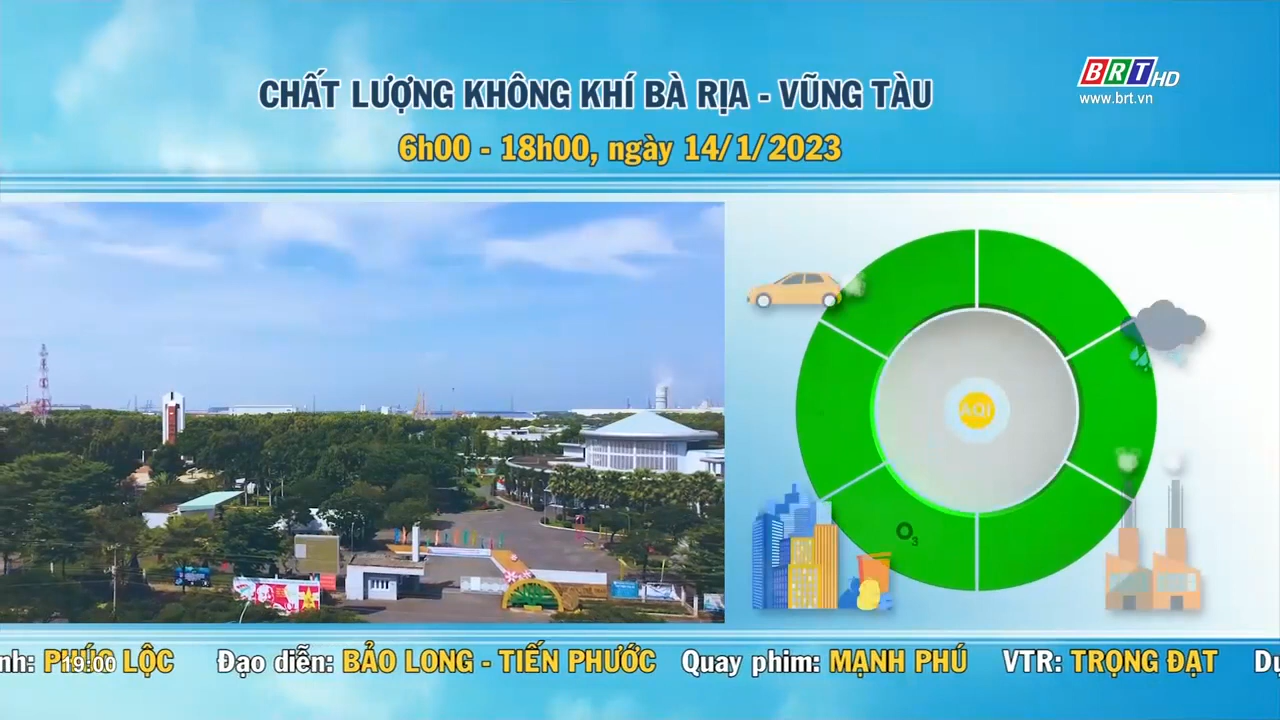 CHẤT LƯỢNG KHÔNG KHÍ BÀ RỊA - VŨNG TÀU
BRT HD
www.brt.vn
6h00 - 18h00, ngày 14/1/2023
AQI
O3
nh: PHÚC LỘC Đạo diễn: BẢO LONG - TIẾN PHƯỚC Quay phim: MẠNH PHÚ VTR: TRỌNG ĐẠT Dự
19:00